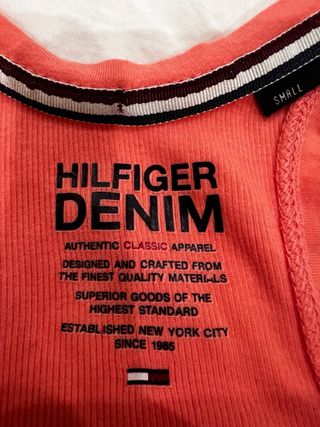 SMALL
HILFIGER
DENIM
AUTHENTIC CLASSIC APPAREL
DESIGNED AND CRAFTED FROM
THE FINEST QUALITY MATERIALS
SUPERIOR GOODS OF THE
HIGHEST STANDARD
ESTABLISHED NEW YORK CITY
SINCE 1985